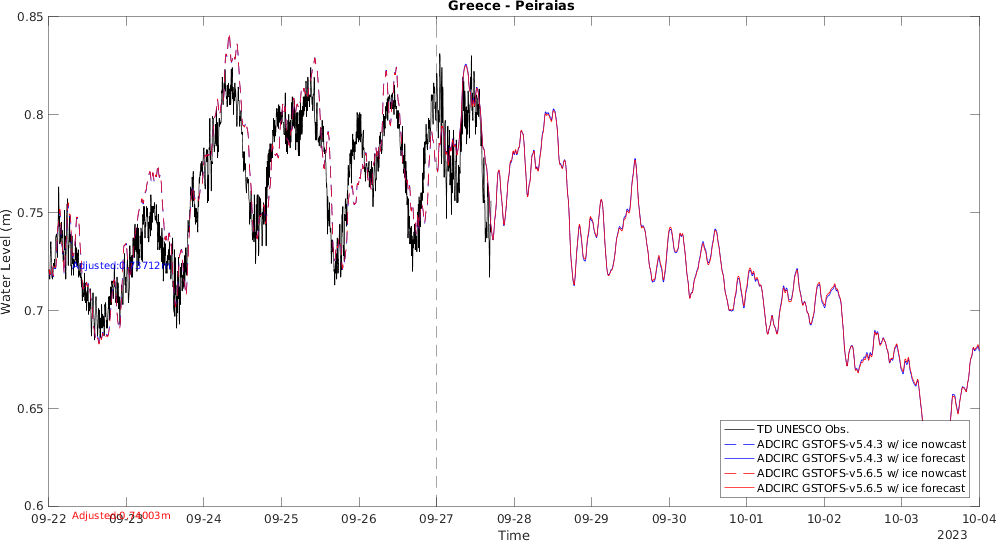 Greece - Peiraias
0.85
0.8
0.75
0.7
0.65
0.6
Water Level (m)
TD UNESCO Obs.
ADCIRC GSTOFS-v5.4.3 w/ ice nowcast
ADCIRC GSTOFS-v5.4.3 w/ ice forecast
ADCIRC GSTOFS-v5.6.5 w/ ice nowcast
ADCIRC GSTOFS-v5.6.5 w/ ice forecast
Adjusted:0.74003m
09-22 09-23 09-24 09-25 09-26 09-27 09-28 09-29 09-30 10-01 10-02 10-03 10-04
Time
2023